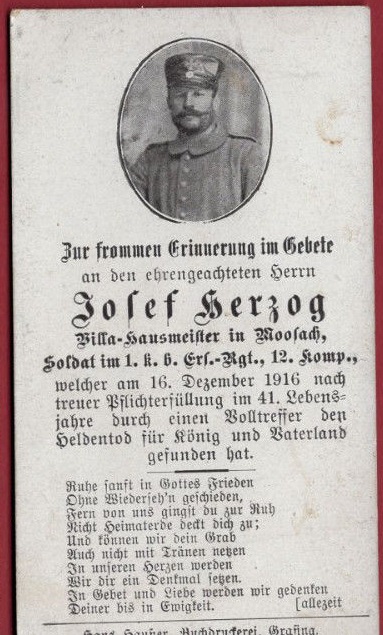 Zur frommen Erinnerung im Gebete
an den ehrengeachteten Herrn
Josef Herzog
Villa-Hausmeister in Moosach,
Soldat im 1. k. b. Ers.-Rgt., 12. Komp.,
welcher am 16. Dezember 1916 nach
treuer Pflichterfüllung im 41. Lebens-
jahre durch einen Volltreffer den
Heldentod für König und Vaterland
gefunden hat.
Ruhe sanft in Gottes Frieden
Ohne Wiederseh'n geschieden,
Fern von uns gingst du zur Ruh
Nicht Heimaterde deckt dich zu;
Und können wir dein Grab
Auch nicht mit Tränen netzen
In unseren Herzen werden
Wir dir ein Denkmal setzen.
In Gebet und Liebe werden wir gedenken
Deiner bis in Ewigkeit. [allezeit
Buchdruckerei, Grafing.